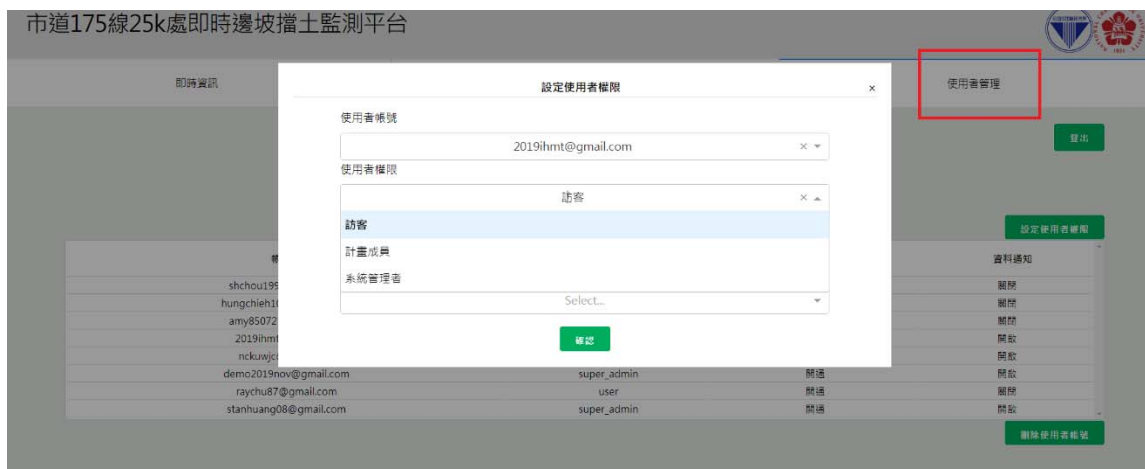 市道175線25k處即時邊坡擋土監測平台
即時資訊
使用者管理
設定使用者權限
×
使用者帳號
2019ihmt@gmail.com
使用者權限
訪客
訪客
計畫成員
系統管理者
Select...
確認
登出
設定使用者權限
資料通知
shchou199 關閉
hungchieh10 關閉
amy85072 關閉
2019ihmt 開啟
nckuwjc 開啟
demo2019nov@gmail.com super_admin 開通 開啟
raychu87@gmail.com user 開通 關閉
stanhuang08@gmail.com super_admin 開通 開啟
刪除使用者帳號